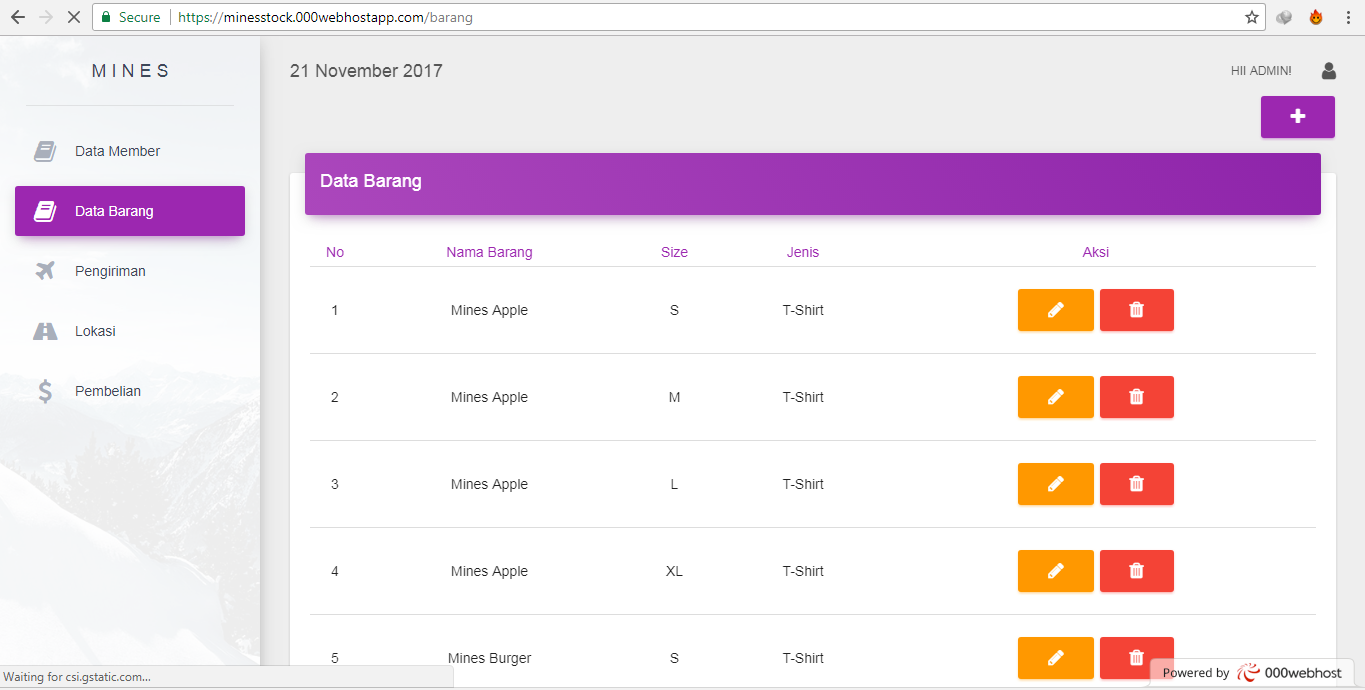 Secure https://minesstock.000webhostapp.com/barang
MINES
21 November 2017
HII ADMIN!
Data Member
Data Barang
Pengiriman
Lokasi
Pembelian
Data Barang
No Nama Barang Size Jenis Aksi
1 Mines Apple S T-Shirt
2 Mines Apple M T-Shirt
3 Mines Apple L T-Shirt
4 Mines Apple XL T-Shirt
5 Mines Burger S T-Shirt
Waiting for csi.gstatic.com...
Powered by 000webhost